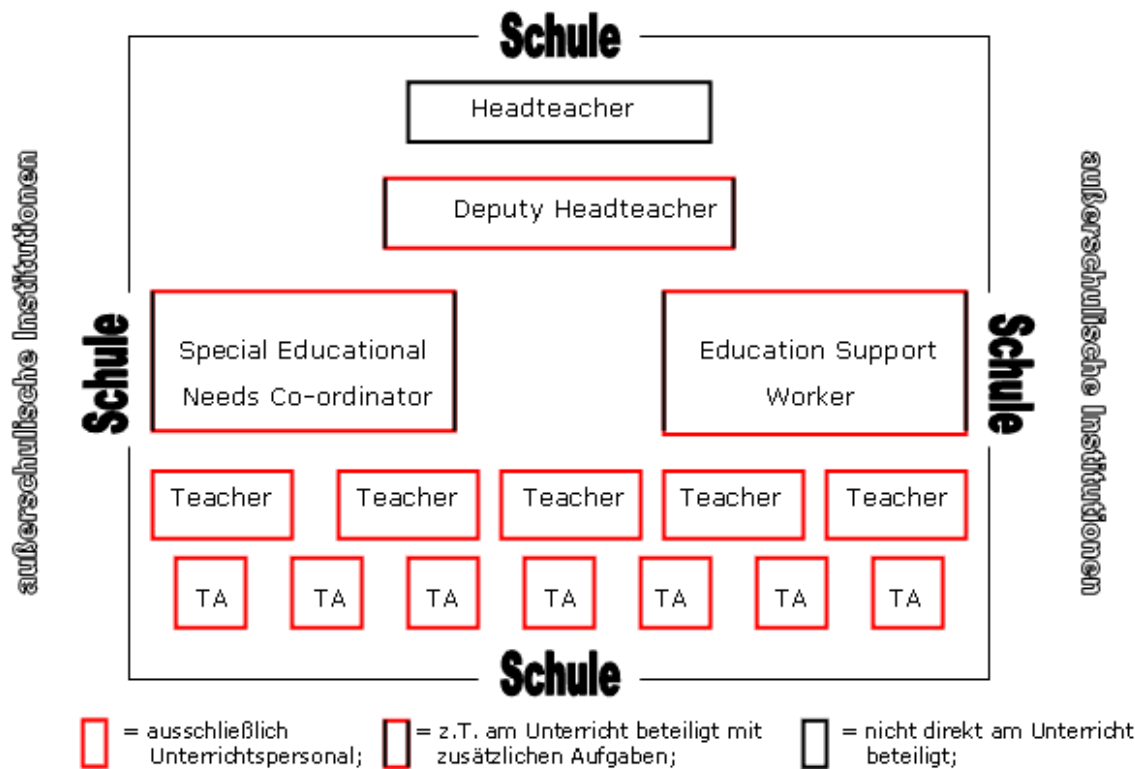 Schule
Headteacher
Deputy Headteacher
außerschulische Institutionen
Schule
Special Educational
Needs Co-ordinator
Education Support
Worker
Schule
außerschulische Institutionen
Teacher Teacher Teacher Teacher Teacher
TA TA TA TA TA TA TA
Schule
= ausschließlich
Unterrichtspersonal;
= z.T. am Unterricht beteiligt mit
zusätzlichen Aufgaben;
= nicht direkt am Unterricht
beteiligt;